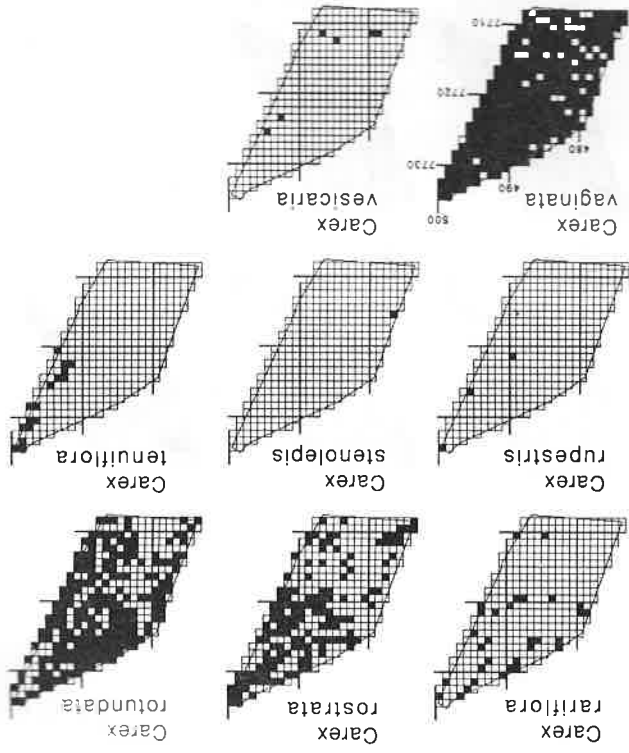 Carex
rariflora
Carex
rostrata
Carex
rotundata
Carex
rupestris
Carex
stenolepis
Carex
tenuiflora
Carex
vaginata
500
490
480
7730
7720
7710
Carex
vesicaria